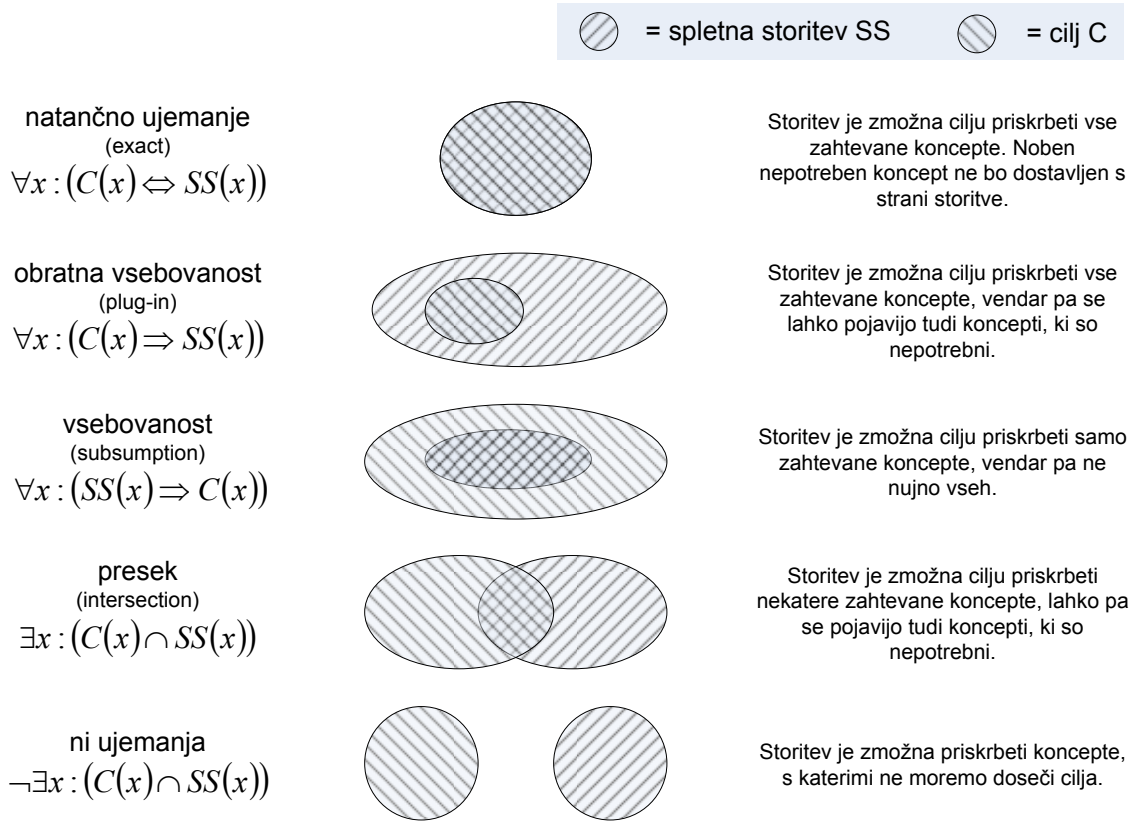 = spletna storitev SS
= cilj C
natančno ujemanje
(exact)
∀x : (C(x) ⇔ SS(x))
Storitev je zmožna cilju priskrbeti vse
zahtevane koncepte. Noben
nepotreben koncept ne bo dostavljen s
strani storitve.
obratna vsebovanost
(plug-in)
∀x : (C(x) ⇒ SS(x))
Storitev je zmožna cilju priskrbeti vse
zahtevane koncepte, vendar pa se
lahko pojavijo tudi koncepti, ki so
nepotrebni.
vsebovanost
(subsumption)
∀x : (SS(x) ⇒ C(x))
Storitev je zmožna cilju priskrbeti samo
zahtevane koncepte, vendar pa ne
nujno vseh.
presek
(intersection)
∃x : (C(x) ∩ SS(x))
Storitev je zmožna cilju priskrbeti
nekatere zahtevane koncepte, lahko pa
se pojavijo tudi koncepti, ki so
nepotrebni.
ni ujemanja
¬∃x : (C(x) ∩ SS(x))
Storitev je zmožna priskrbeti koncepte,
s katerimi ne moremo doseči cilja.